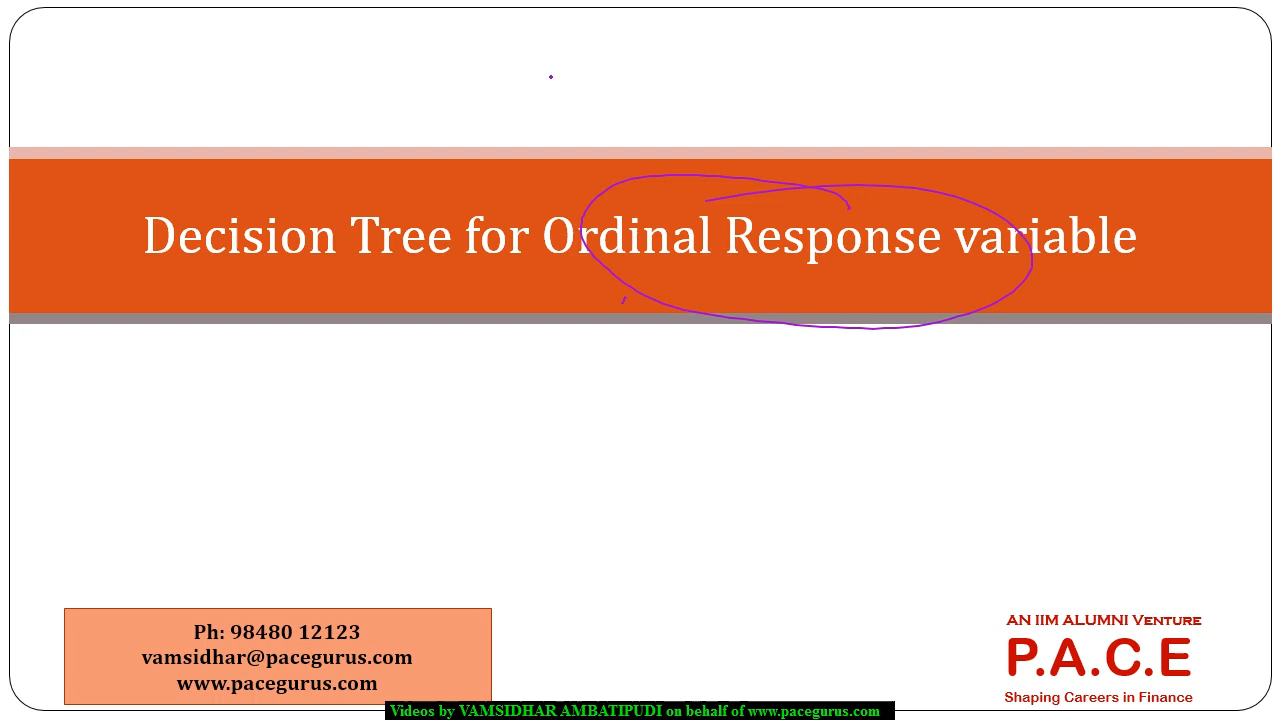 Decision Tree for Ordinal Response variable
Ph: 98480 12123
vamsidhar@pacegurus.com
www.pacegurus.com
AN IIM ALUMNI VENTURE
P.A.C.E
Shaping Careers in Finance
Videos by VAMSIDHAR AMBATIPUDI on behalf of www.pacegurus.com